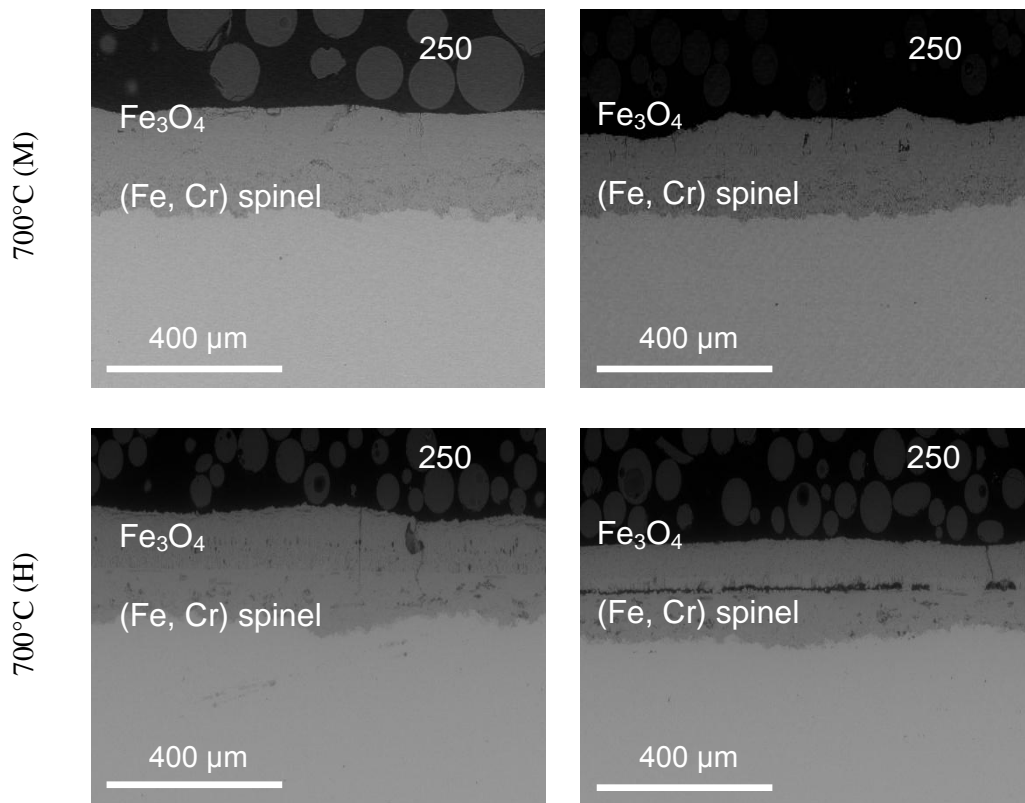 700°C (M)
250
Fe₃O₄
(Fe, Cr) spinel
400 µm
250
Fe₃O₄
(Fe, Cr) spinel
400 µm
700°C (H)
250
Fe₃O₄
(Fe, Cr) spinel
400 µm
250
Fe₃O₄
(Fe, Cr) spinel
400 µm